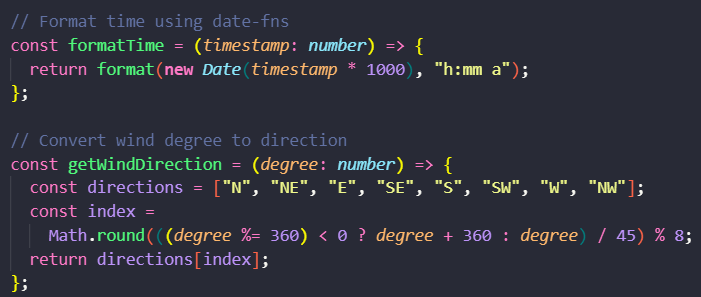 // Format time using date-fns
const formatTime = (timestamp: number) => {
  return format(new Date(timestamp * 1000), "h:mm a");
};

// Convert wind degree to direction
const getWindDirection = (degree: number) => {
  const directions = ["N", "NE", "E", "SE", "S", "SW", "W", "NW"];
  const index =
    Math.round(((degree %= 360) < 0 ? degree + 360 : degree) / 45) % 8;
  return directions[index];
};